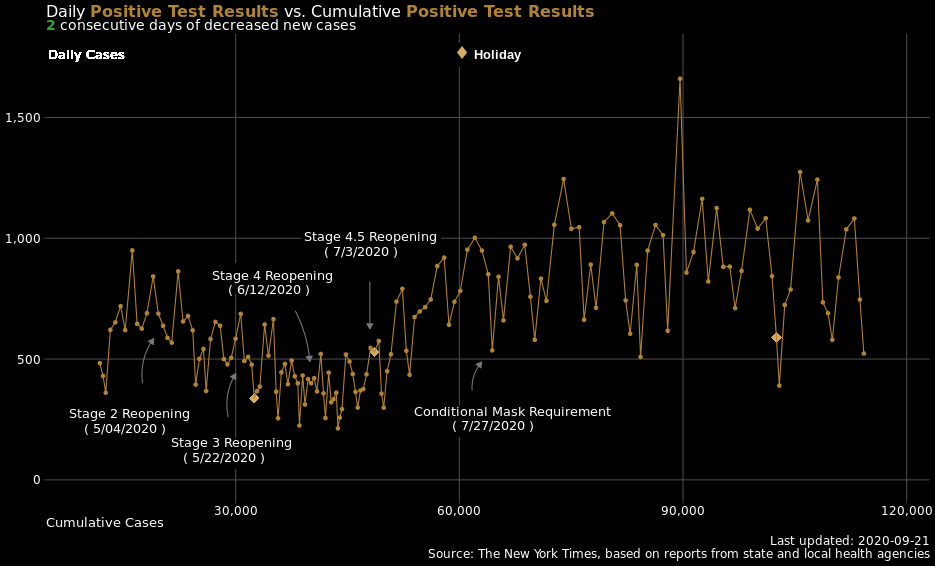 Daily Positive Test Results vs. Cumulative Positive Test Results
2 consecutive days of decreased new cases
Daily Cases
Holiday
1,500
1,000
500
0
Stage 4.5 Reopening
( 7/3/2020 )
Stage 4 Reopening
( 6/12/2020 )
Stage 2 Reopening
( 5/04/2020 )
Stage 3 Reopening
( 5/22/2020 )
Conditional Mask Requirement
( 7/27/2020 )
30,000
60,000
90,000
120,000
Cumulative Cases
Last updated: 2020-09-21
Source: The New York Times, based on reports from state and local health agencies